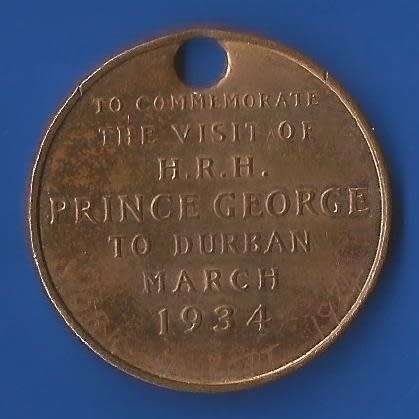 TO COMMEMORATE
THE VISIT OF
H.R.H.
PRINCE GEORGE
TO DURBAN
MARCH
1934